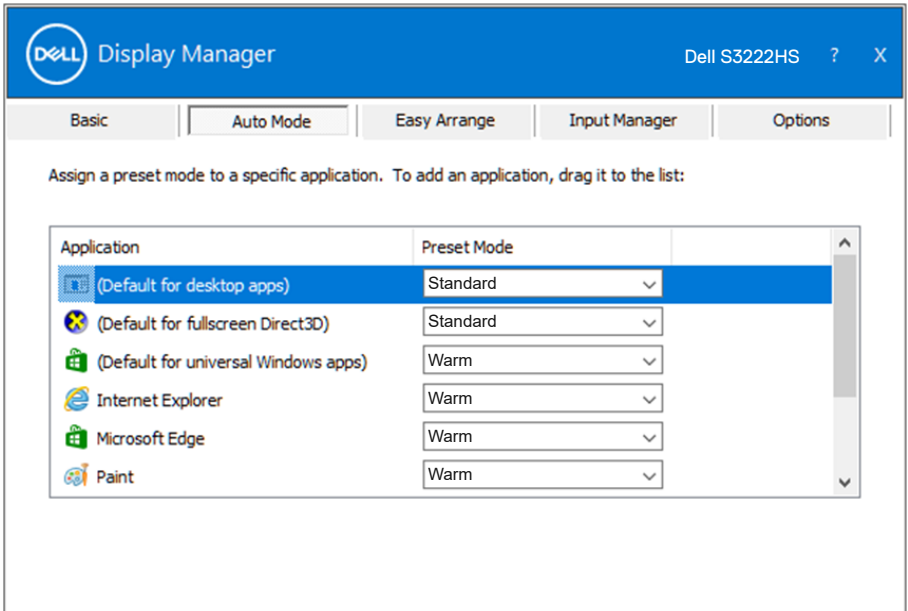 DELL Display Manager Dell S3222HS ? X
Basic Auto Mode Easy Arrange Input Manager Options
Assign a preset mode to a specific application. To add an application, drag it to the list:
Application Preset Mode
(Default for desktop apps) Standard
(Default for fullscreen Direct3D) Standard
(Default for universal Windows apps) Warm
Internet Explorer Warm
Microsoft Edge Warm
Paint Warm